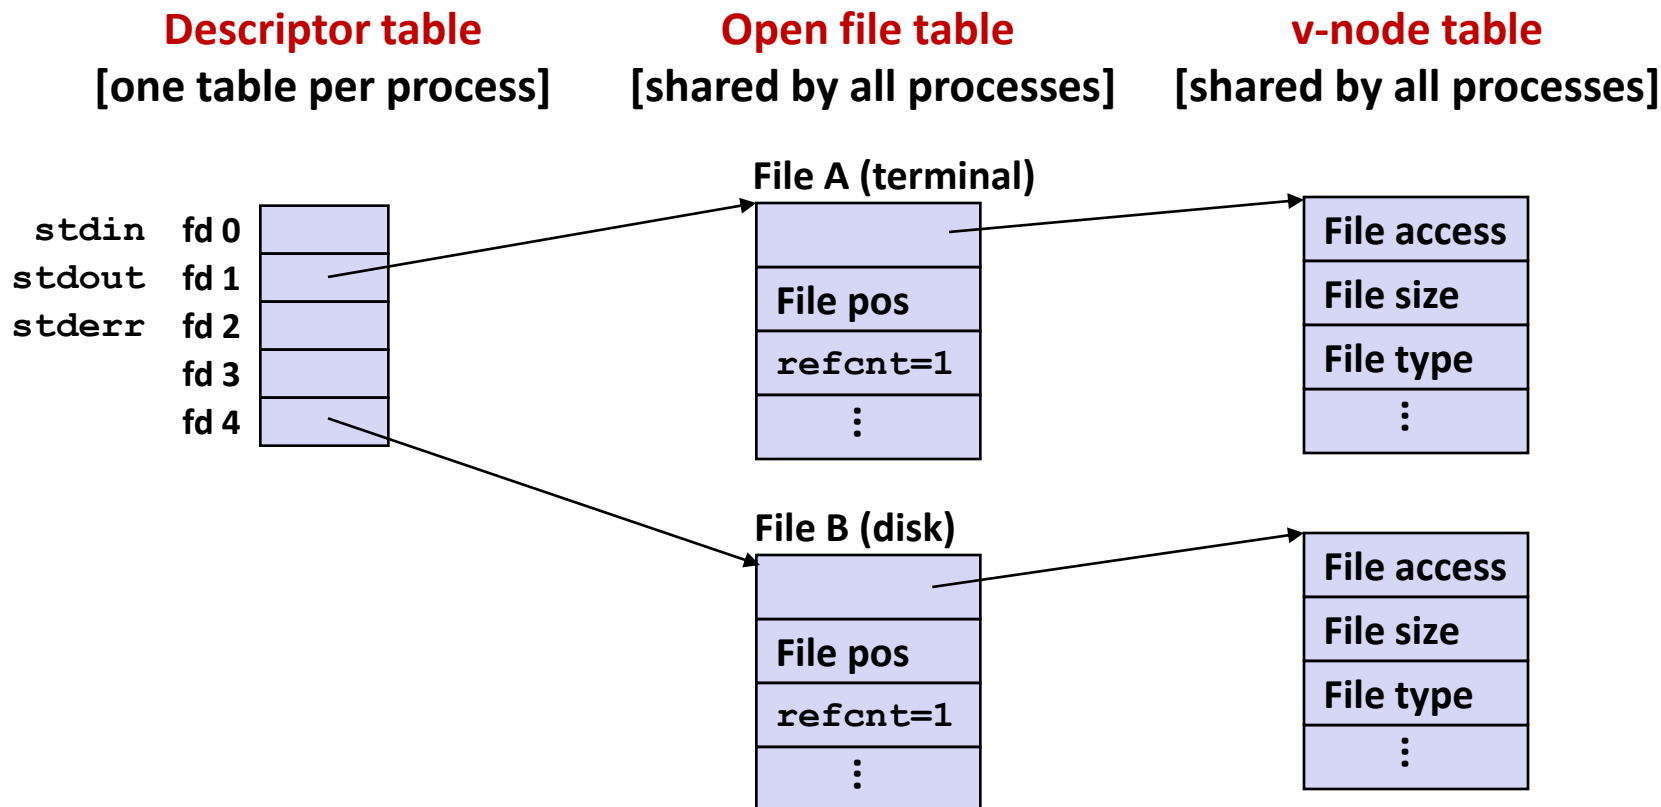 Descriptor table
[one table per process]
Open file table
[shared by all processes]
v-node table
[shared by all processes]
stdin fd 0
stdout fd 1
stderr fd 2
fd 3
fd 4
File A (terminal)
File pos
refcnt=1
⋮
File access
File size
File type
⋮
File B (disk)
File pos
refcnt=1
⋮
File access
File size
File type
⋮